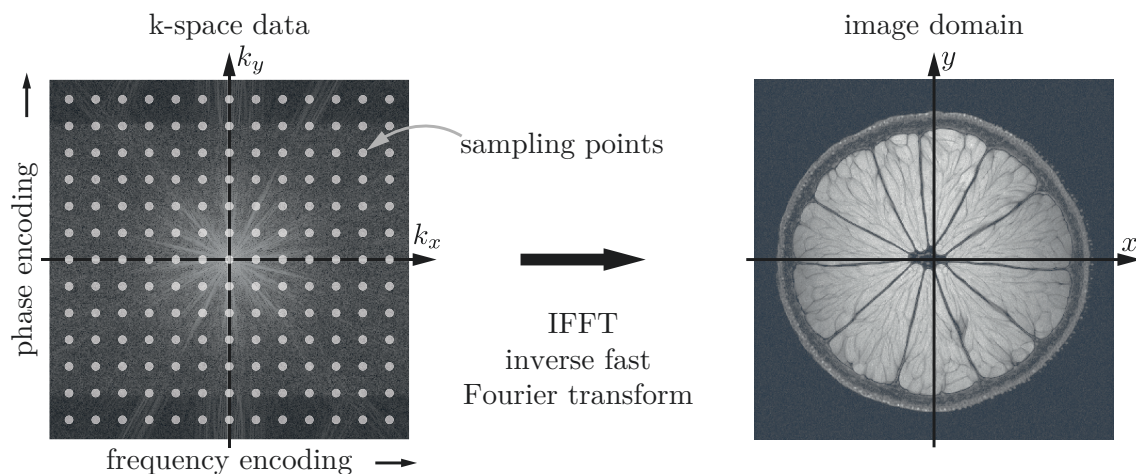 k-space data
k_y
phase encoding
sampling points
k_x
frequency encoding
IFFT
inverse fast
Fourier transform
image domain
y
x